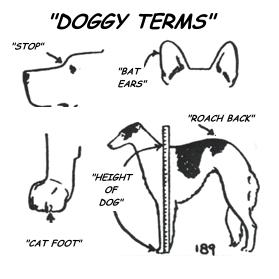 "DOGGY TERMS"
"STOP"
"BAT
EARS"
"ROACH BACK"
"HEIGHT
OF
DOG"
"CAT FOOT"
189